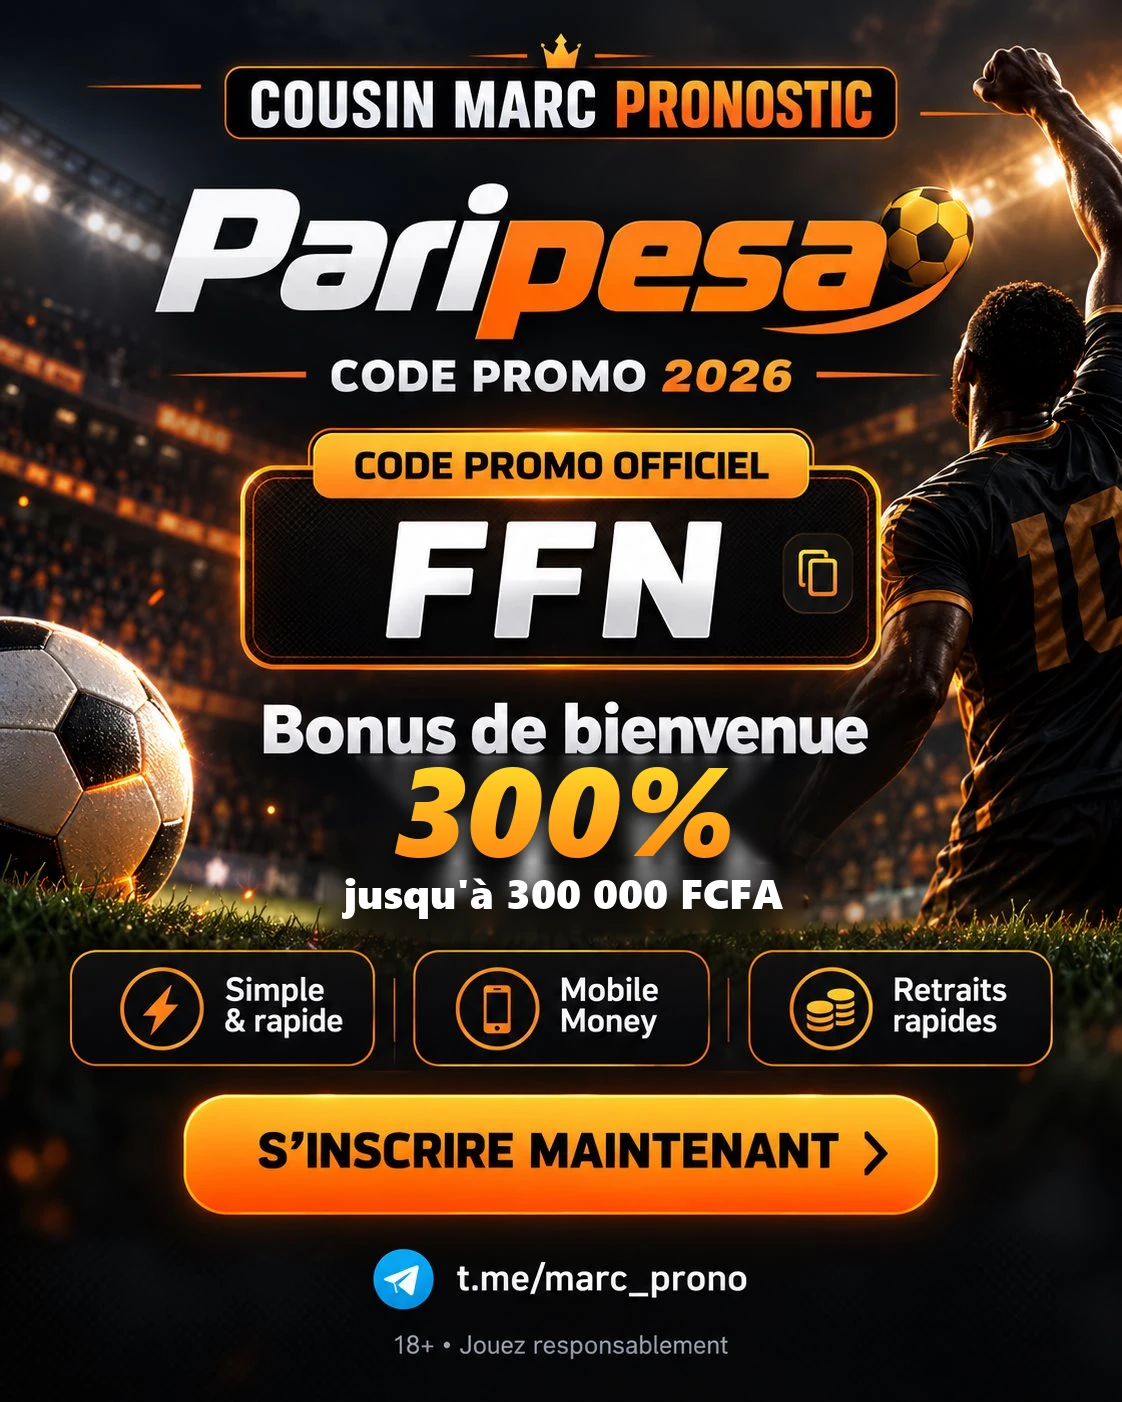 COUSIN MARC PRONOSTIC
Paripesa
CODE PROMO 2026
CODE PROMO OFFICIEL
FFN
10
Bonus de bienvenue
300%
jusqu'à 300 000 FCFA
Simple
& rapide
Mobile
Money
Retraits
rapides
S'INSCRIRE MAINTENANT
t.me/marc_prono
18+ • Jouez responsablement